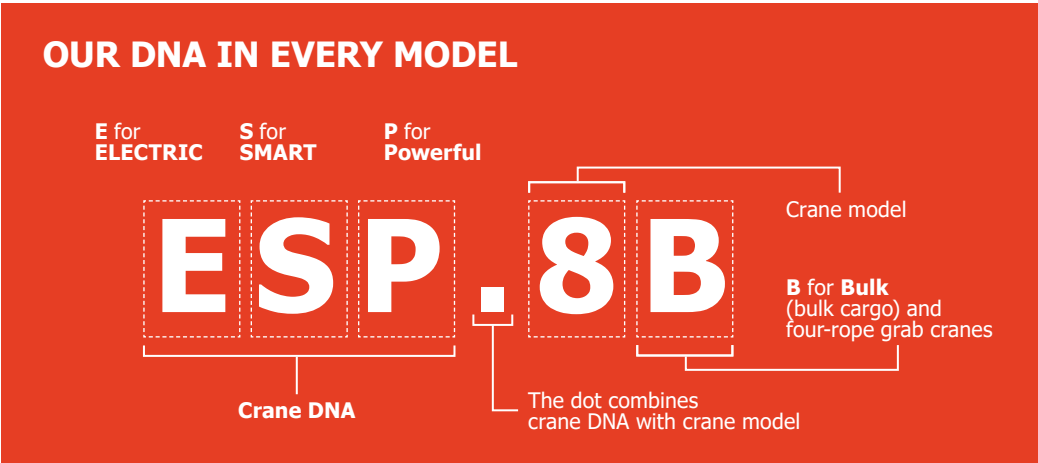 OUR DNA IN EVERY MODEL
E for
ELECTRIC
S for
SMART
P for
Powerful
ESP.8B
Crane model
B for Bulk
(bulk cargo) and
four-rope grab cranes
Crane DNA
The dot combines
crane DNA with crane model